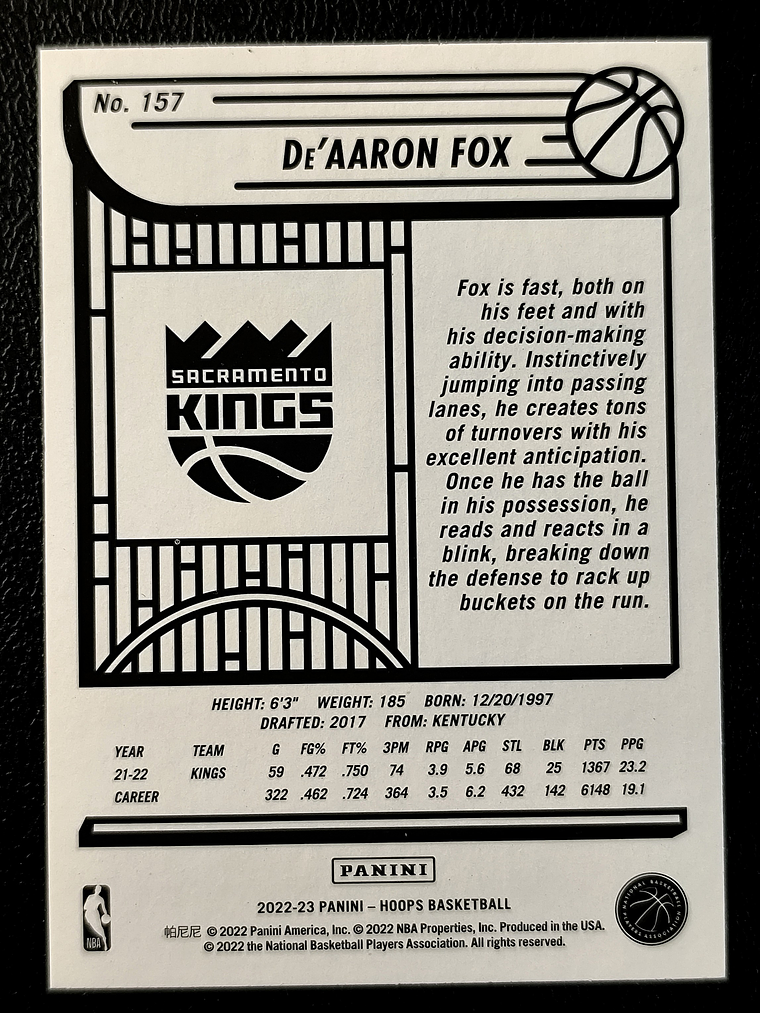 No. 157
De'AARON FOX
SACRAMENTO
KINGS
Fox is fast, both on
his feet and with
his decision-making
ability. Instinctively
jumping into passing
lanes, he creates tons
of turnovers with his
excellent anticipation.
Once he has the ball
in his possession, he
reads and reacts in a
blink, breaking down
the defense to rack up
buckets on the run.
HEIGHT: 6'3" WEIGHT: 185 BORN: 12/20/1997
DRAFTED: 2017 FROM: KENTUCKY
YEAR TEAM G FG% FT% 3PM RPG APG STL BLK PTS PPG
21-22 KINGS 59 .472 .750 74 3.9 5.6 68 25 1367 23.2
CAREER 322 .462 .724 364 3.5 6.2 432 142 6148 19.1
PANINI
2022-23 PANINI – HOOPS BASKETBALL
帕尼尼 © 2022 Panini America, Inc. © 2022 NBA Properties, Inc. Produced in the USA.
© 2022 the National Basketball Players Association. All rights reserved.
NBA
NATIONAL BASKETBALL
PLAYERS ASSOCIATION